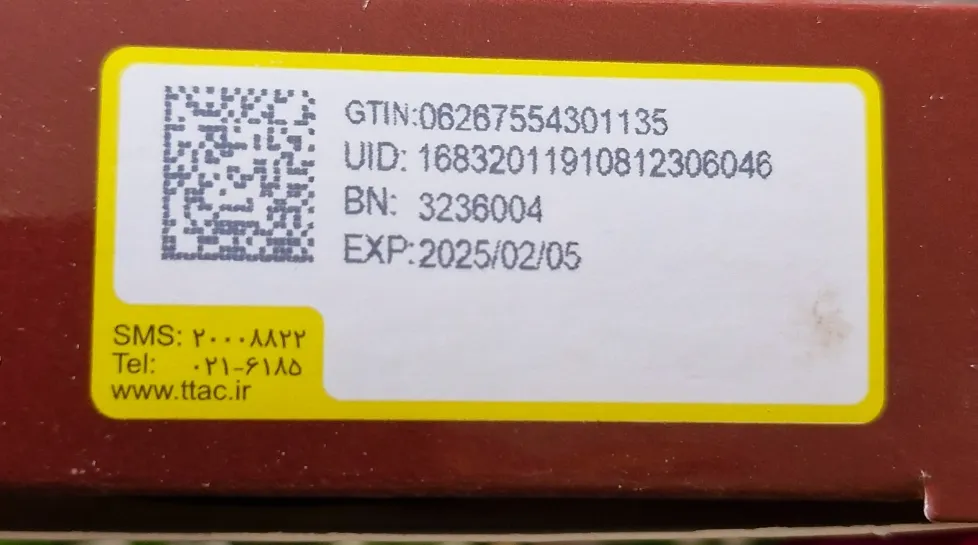 GTIN:06267554301135
UID: 16832011910812306046
BN: 3236004
EXP:2025/02/05
SMS: ۲۰۰۰۸۸۲۲
Tel: ۰۲۱-۶۱۸۵
www.ttac.ir